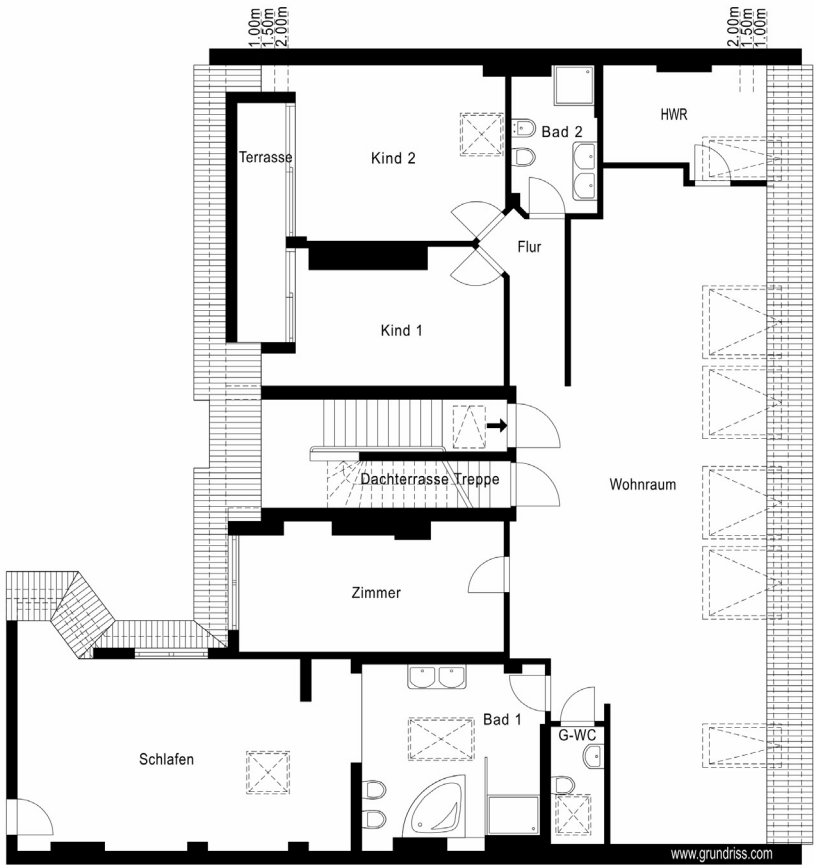 1.00m
1.50m
2.00m
2.00m
1.50m
1.00m
HWR
Bad 2
Terrasse
Kind 2
Flur
Kind 1
Dachterrasse Treppe
Wohnraum
Zimmer
Bad 1
G-WC
Schlafen
www.grundriss.com